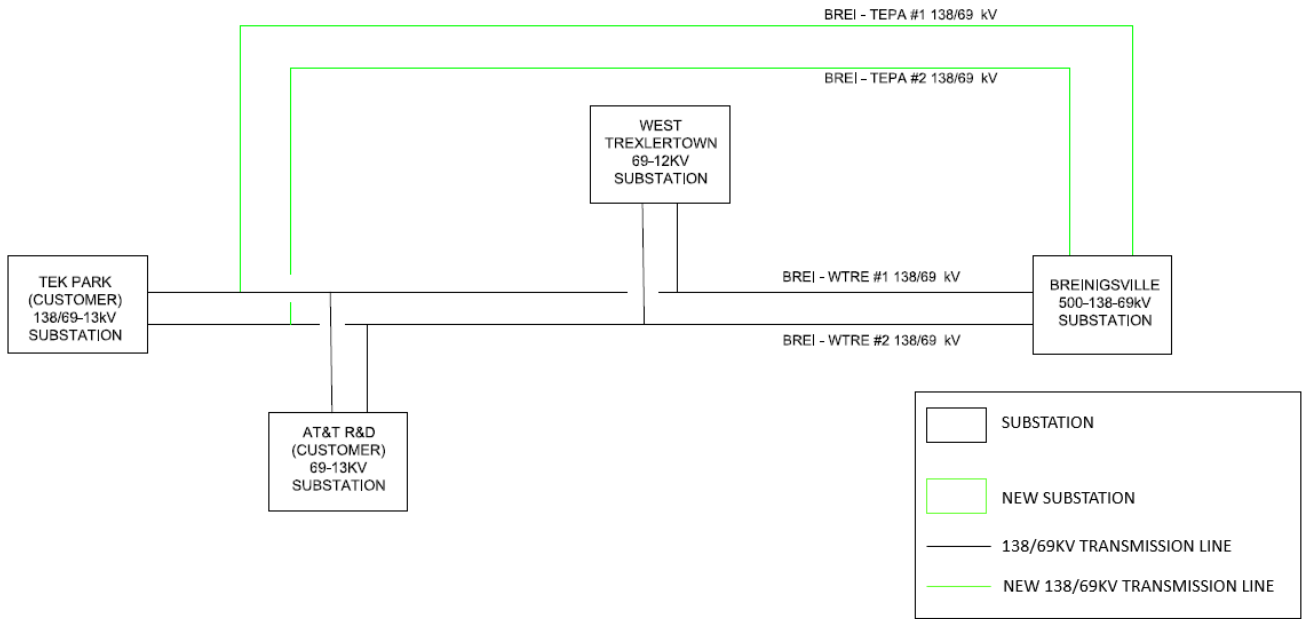 BREI - TEPA #1 138/69 kV
BREI - TEPA #2 138/69 kV
WEST
TREXLERTOWN
69-12KV
SUBSTATION
TEK PARK
(CUSTOMER)
138/69-13kV
SUBSTATION
BREI - WTRE #1 138/69 kV
BREINIGSVILLE
500-138-69kV
SUBSTATION
BREI - WTRE #2 138/69 kV
AT&T R&D
(CUSTOMER)
69-13KV
SUBSTATION
SUBSTATION
NEW SUBSTATION
138/69KV TRANSMISSION LINE
NEW 138/69KV TRANSMISSION LINE